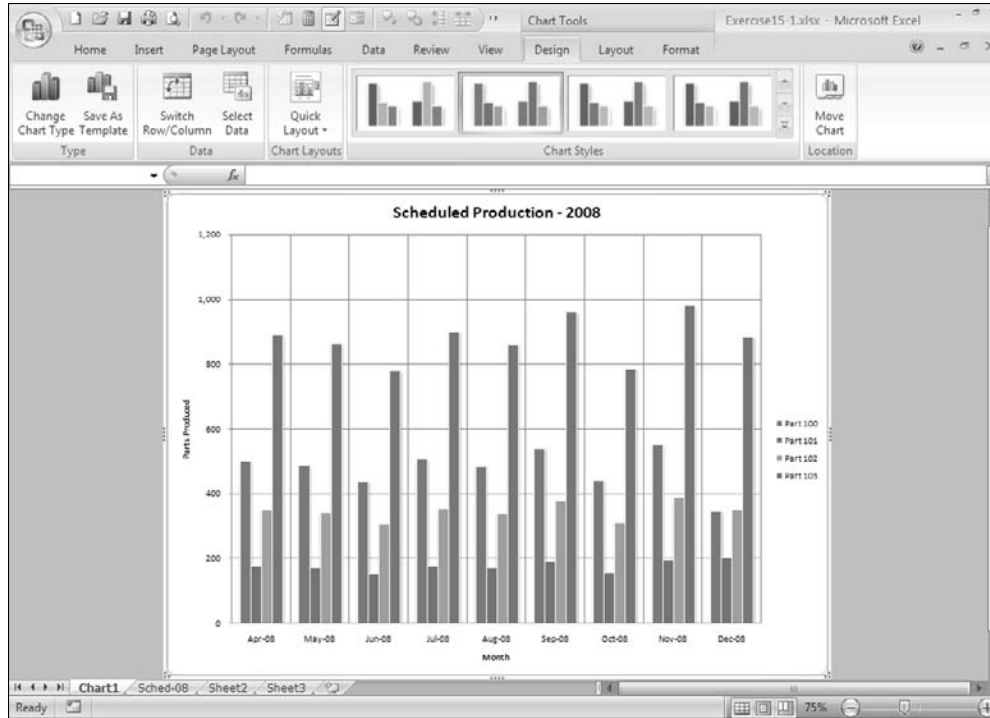 Chart Tools
Exercise15-1.xlsx - Microsoft Excel
Home Insert Page Layout Formulas Data Review View Design Layout Format
Change Chart Type
Save As Template
Switch Row/Column
Select Data
Quick Layout
Move Chart
Type
Data
Chart Layouts
Chart Styles
Location
fx
Scheduled Production - 2008
1,200
1,000
800
600
400
200
0
Parts Produced
Part 100
Part 101
Part 102
Part 103
Apr-08 May-08 Jun-08 Jul-08 Aug-08 Sep-08 Oct-08 Nov-08 Dec-08
Month
Chart1 Sched-08 Sheet2 Sheet3
Ready
75%